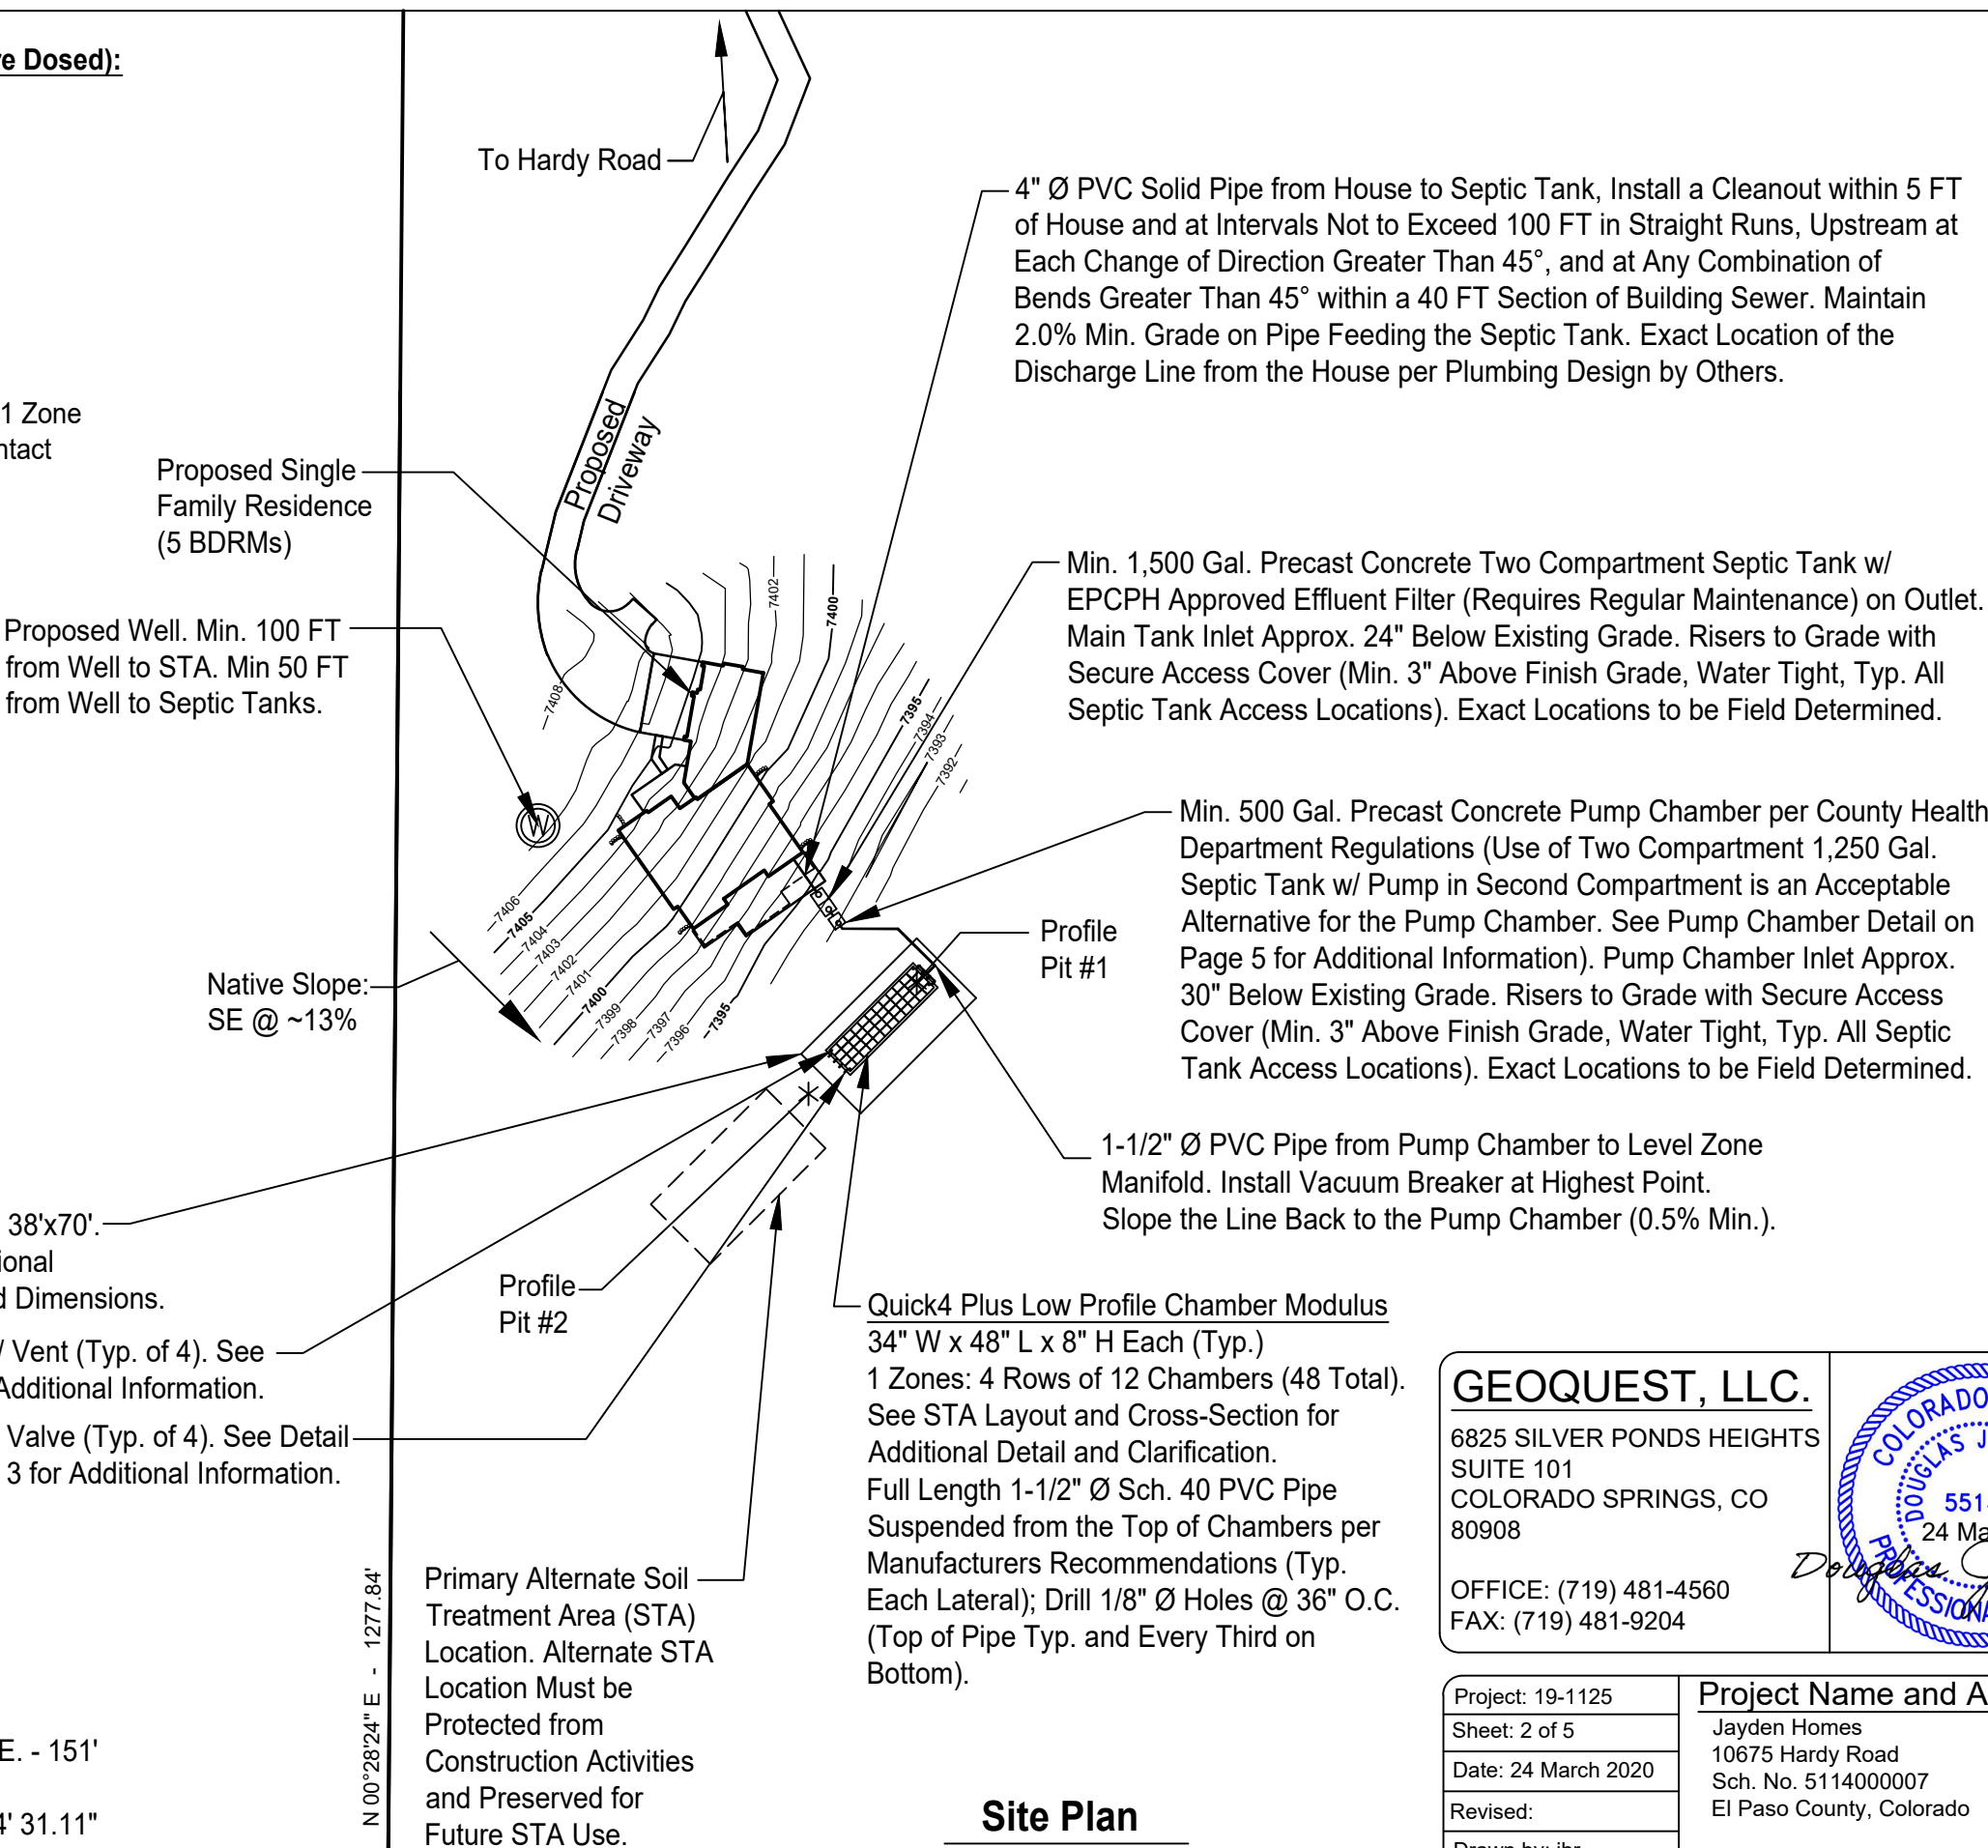 re Dosed):
To Hardy Road
4" Ø PVC Solid Pipe from House to Septic Tank, Install a Cleanout within 5 FT
of House and at Intervals Not to Exceed 100 FT in Straight Runs, Upstream at
Each Change of Direction Greater Than 45°, and at Any Combination of
Bends Greater Than 45° within a 40 FT Section of Building Sewer. Maintain
2.0% Min. Grade on Pipe Feeding the Septic Tank. Exact Location of the
Discharge Line from the House per Plumbing Design by Others.
1 Zone
ntact
Proposed Single
Family Residence
(5 BDRMs)
Proposed
Driveway
Min. 1,500 Gal. Precast Concrete Two Compartment Septic Tank w/
EPCPH Approved Effluent Filter (Requires Regular Maintenance) on Outlet.
Main Tank Inlet Approx. 24" Below Existing Grade. Risers to Grade with
Secure Access Cover (Min. 3" Above Finish Grade, Water Tight, Typ. All
Septic Tank Access Locations). Exact Locations to be Field Determined.
Proposed Well. Min. 100 FT
from Well to STA. Min 50 FT
from Well to Septic Tanks.
7402
7400
7408
7395
7394
7393
7392
W
Min. 500 Gal. Precast Concrete Pump Chamber per County Health
Department Regulations (Use of Two Compartment 1,250 Gal.
Septic Tank w/ Pump in Second Compartment is an Acceptable
Alternative for the Pump Chamber. See Pump Chamber Detail on
Page 5 for Additional Information). Pump Chamber Inlet Approx.
30" Below Existing Grade. Risers to Grade with Secure Access
Cover (Min. 3" Above Finish Grade, Water Tight, Typ. All Septic
Tank Access Locations). Exact Locations to be Field Determined.
7406
7405
7404
7403
7402
7401
7400
7399
7398
7397
7396
7395
Profile
Pit #1
Native Slope:
SE @ ~13%
1-1/2" Ø PVC Pipe from Pump Chamber to Level Zone
Manifold. Install Vacuum Breaker at Highest Point.
Slope the Line Back to the Pump Chamber (0.5% Min.).
38'x70'.
ional
d Dimensions.
Profile
Pit #2
/ Vent (Typ. of 4). See
Additional Information.
Valve (Typ. of 4). See Detail
3 for Additional Information.
Quick4 Plus Low Profile Chamber Modulus
34" W x 48" L x 8" H Each (Typ.)
1 Zones: 4 Rows of 12 Chambers (48 Total).
See STA Layout and Cross-Section for
Additional Detail and Clarification.
Full Length 1-1/2" Ø Sch. 40 PVC Pipe
Suspended from the Top of Chambers per
Manufacturers Recommendations (Typ.
Each Lateral); Drill 1/8" Ø Holes @ 36" O.C.
(Top of Pipe Typ. and Every Third on
Bottom).
Primary Alternate Soil
Treatment Area (STA)
Location. Alternate STA
Location Must be
Protected from
Construction Activities
and Preserved for
Future STA Use.
N 00°28'24" E - 1277.84'
E. - 151'
4' 31.11"
Site Plan
GEOQUEST, LLC.
6825 SILVER PONDS HEIGHTS
SUITE 101
COLORADO SPRINGS, CO
80908
OFFICE: (719) 481-4560
FAX: (719) 481-9204
COLORADO
DOUGLAS J
551
24 Ma
PROFESSIONA
Douglas
Project: 19-1125
Sheet: 2 of 5
Date: 24 March 2020
Revised:
Drawn by: jhr
Project Name and A
Jayden Homes
10675 Hardy Road
Sch. No. 5114000007
El Paso County, Colorado